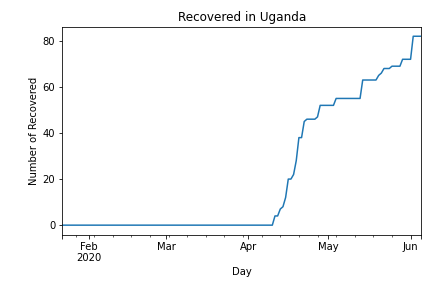 Recovered in Uganda
Number of Recovered
80
60
40
20
0
Feb
2020
Mar
Apr
May
Jun
Day